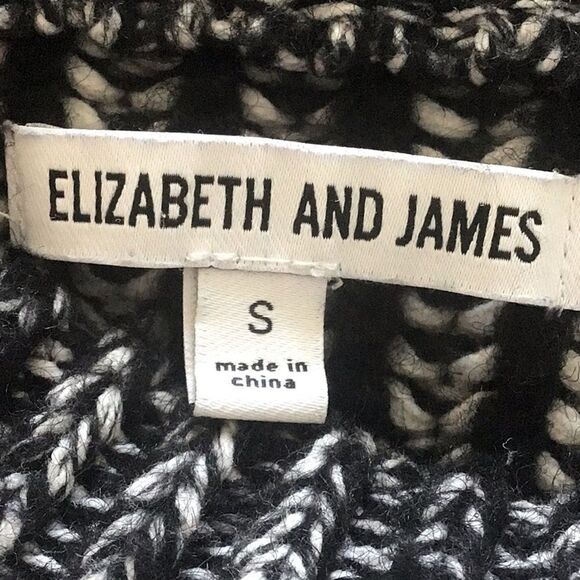 ELIZABETH AND JAMES
S
made in
china